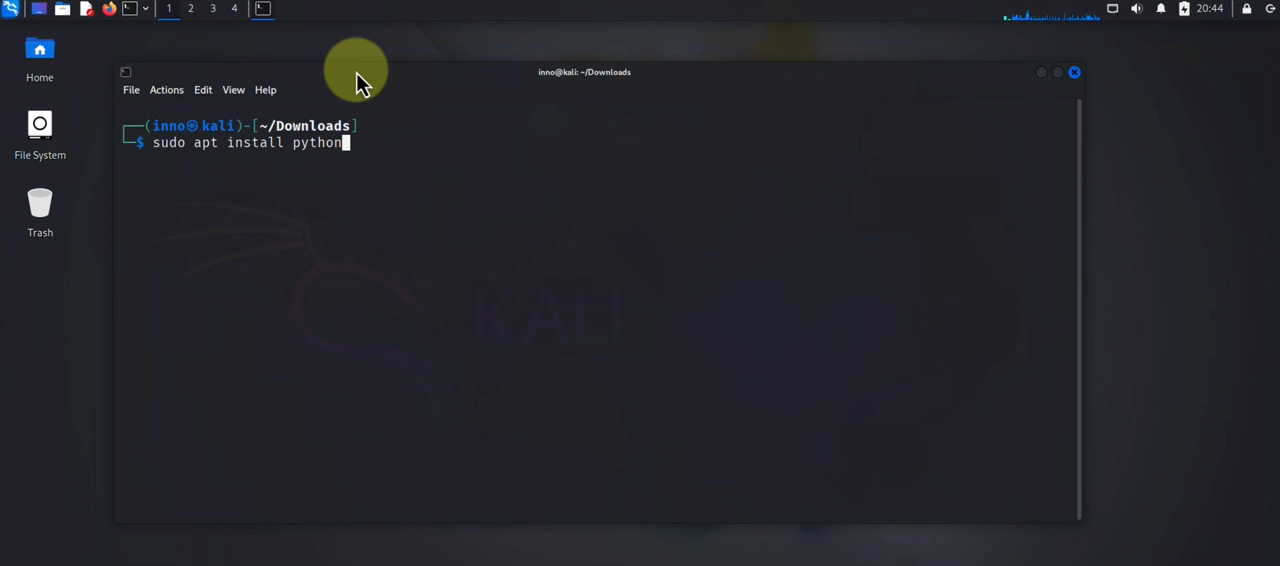 1 2 3 4 20:44
Home
File System
Trash
inno@kali: ~/Downloads
File Actions Edit View Help
┌──(inno㉿kali)-[~/Downloads]
└─$ sudo apt install python
KALI